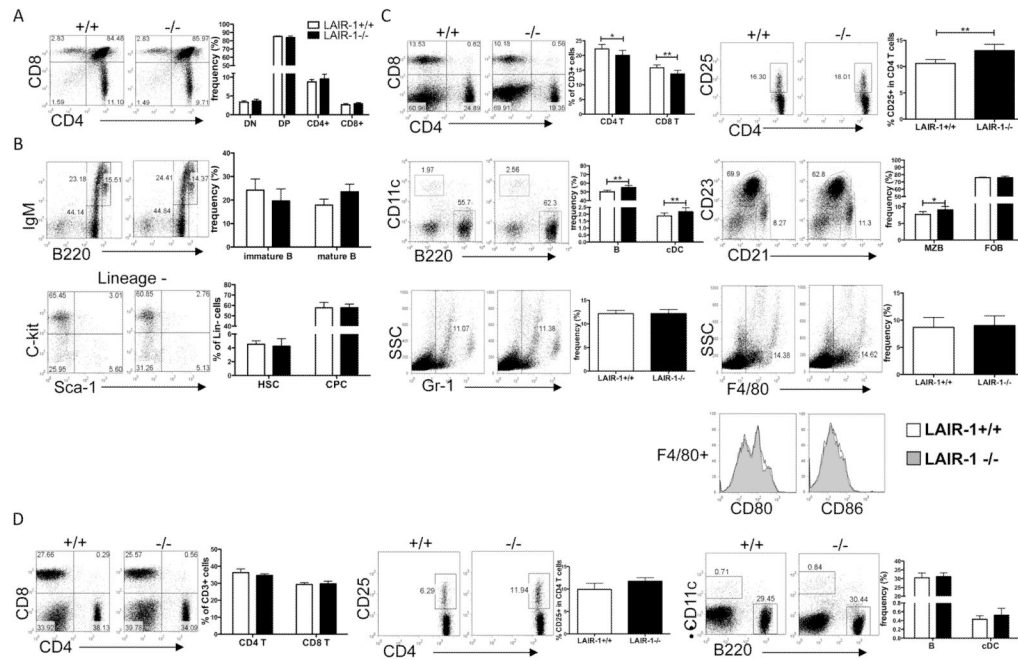 A
+/+
-/-
2.83
84.48
2.83
85.97
1.59
11.10
1.49
9.71
CD8
CD4
LAIR-1+/+
LAIR-1-/-
frequency (%)
DN DP CD4+ CD8+
B
23.18
15.51
24.41
14.37
44.14
44.84
IgM
B220
frequency (%)
immature B mature B
Lineage -
65.45
3.01
60.85
2.76
25.95
5.60
31.26
5.13
C-kit
Sca-1
% of Lin- cells
HSC CPC
C
+/+
-/-
13.53
0.62
10.18
0.56
60.96
24.89
69.91
19.35
CD8
CD4
% of CD3+ cells
*
**
CD4 T CD8 T
+/+
-/-
16.30
18.01
CD25
CD4
% CD25+ in CD4 T cells
**
LAIR-1+/+ LAIR-1-/-
1.97
2.56
55.7
62.3
CD11c
B220
frequency (%)
**
**
B cDC
69.9
62.8
8.27
11.3
CD23
CD21
frequency (%)
*
MZB FOB
11.07
11.38
SSC
Gr-1
frequency (%)
LAIR-1+/+ LAIR-1-/-
14.38
14.62
SSC
F4/80
frequency (%)
LAIR-1+/+ LAIR-1-/-
F4/80+
CD80
CD86
LAIR-1+/+
LAIR-1 -/-
D
+/+
-/-
27.66
0.29
25.57
0.56
33.92
38.13
39.78
34.09
CD8
CD4
% of CD3+ cells
CD4 T CD8 T
+/+
-/-
6.29
11.94
CD25
CD4
% CD25+ in CD4 T cells
LAIR-1+/+ LAIR-1-/-
+/+
-/-
0.71
0.84
29.45
30.44
CD11c
B220
frequency (%)
B cDC